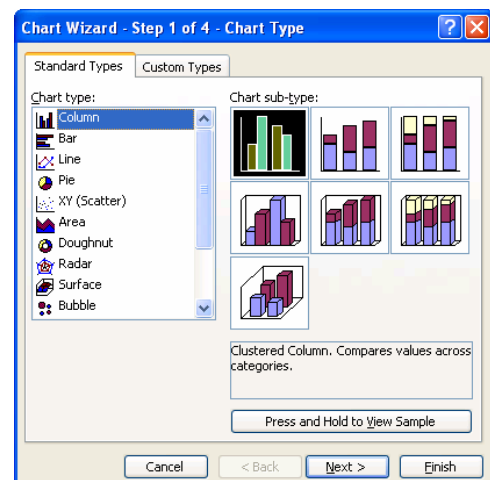 Chart Wizard - Step 1 of 4 - Chart Type
Standard Types
Custom Types
Chart type:
Column
Bar
Line
Pie
XY (Scatter)
Area
Doughnut
Radar
Surface
Bubble
Chart sub-type:
Clustered Column. Compares values across
categories.
Press and Hold to View Sample
Cancel
< Back
Next >
Finish